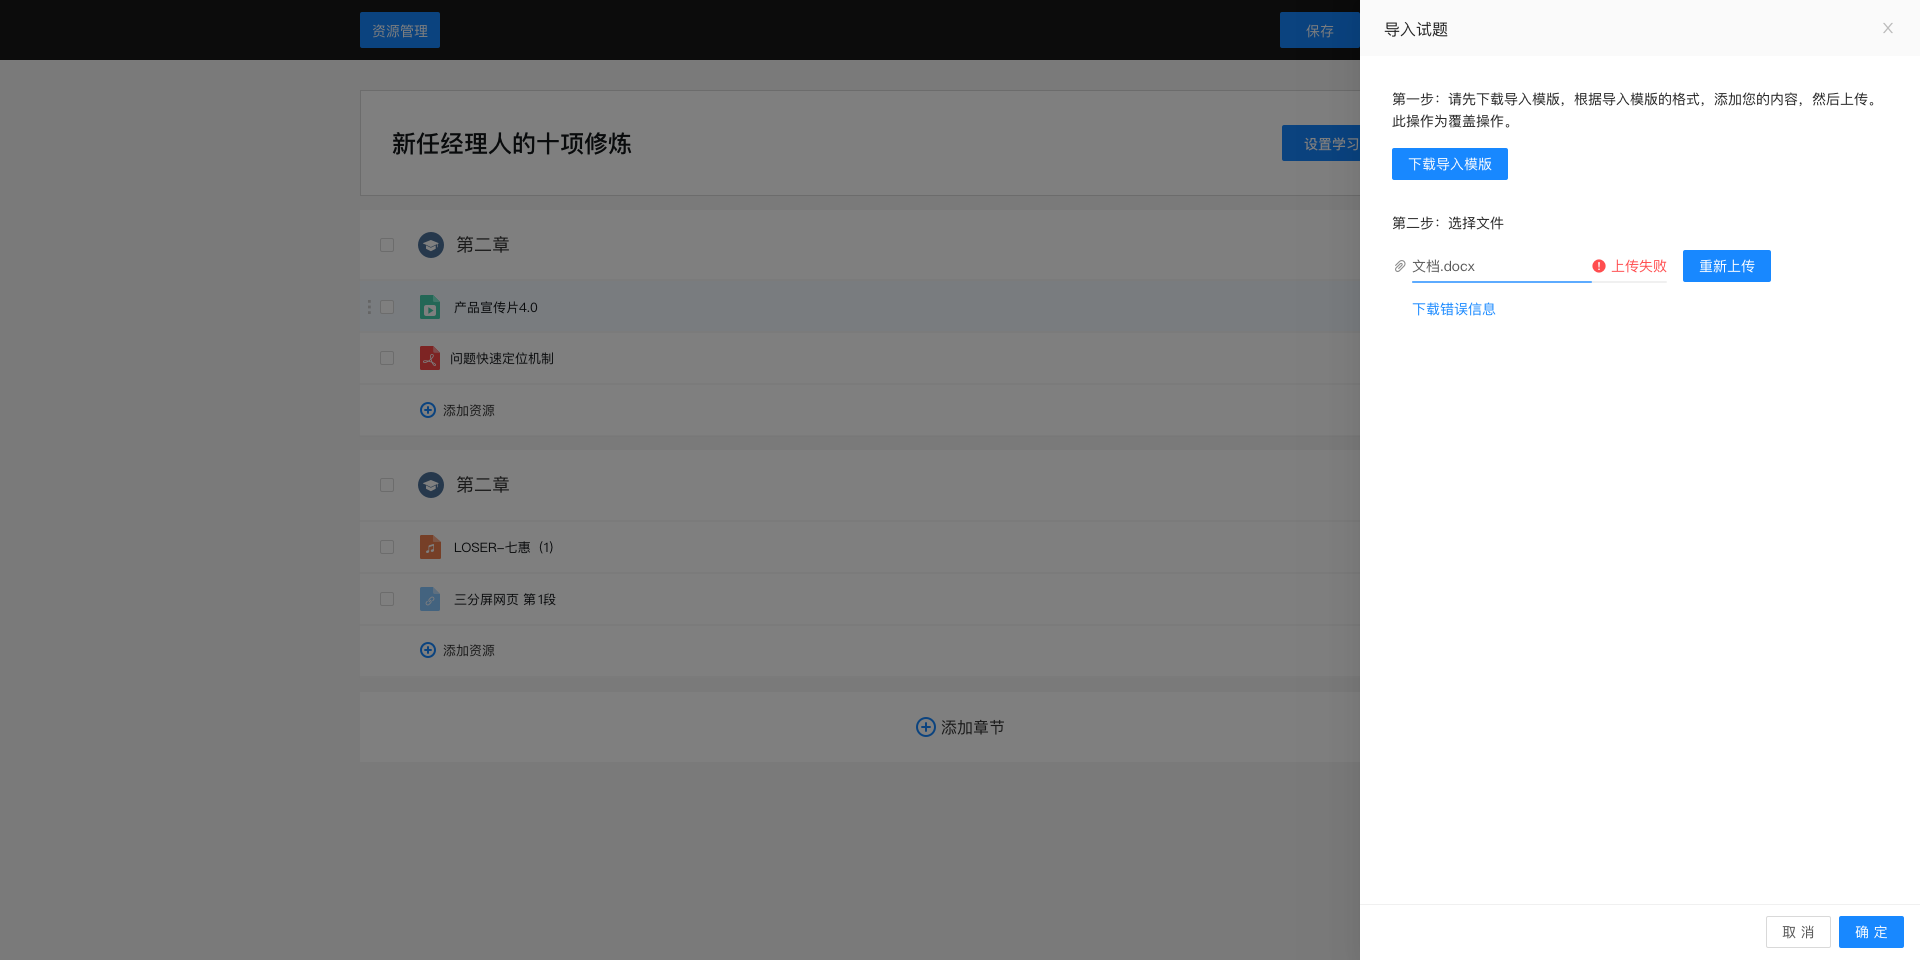 资源管理
保存
新任经理人的十项修炼
设置学习
第二章
产品宣传片4.0
问题快速定位机制
添加资源
第二章
LOSER-七惠（1）
三分屏网页 第1段
添加资源
添加章节
导入试题
第一步：请先下载导入模版，根据导入模版的格式，添加您的内容，然后上传。
此操作为覆盖操作。
下载导入模版
第二步：选择文件
文档.docx 上传失败 重新上传
下载错误信息
取 消 确 定